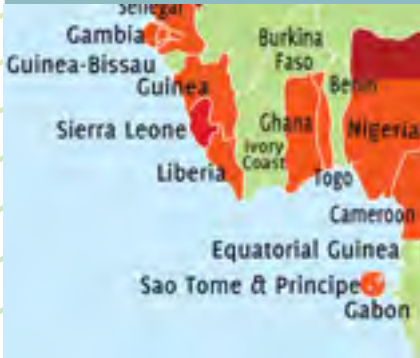 Senegal
Gambia
Burkina
Faso
Guinea-Bissau
Guinea
Benin
Sierra Leone
Ghana
Nigeria
Ivory
Coast
Liberia
Togo
Cameroon
Equatorial Guinea
Sao Tome & Principe
Gabon